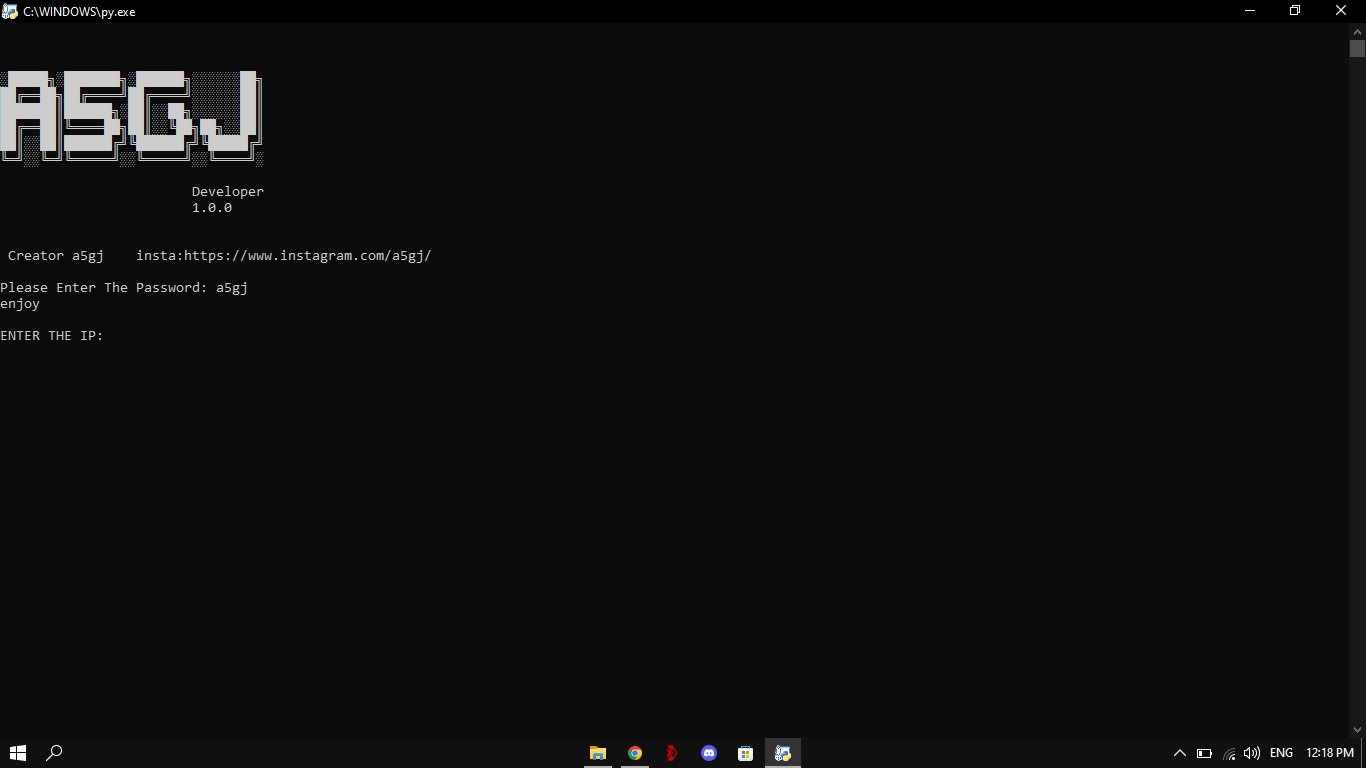 C:\WINDOWS\py.exe
A5GJ
Developer
1.0.0
Creator a5gj    insta:https://www.instagram.com/a5gj/
Please Enter The Password: a5gj
enjoy
ENTER THE IP:
ENG
12:18 PM